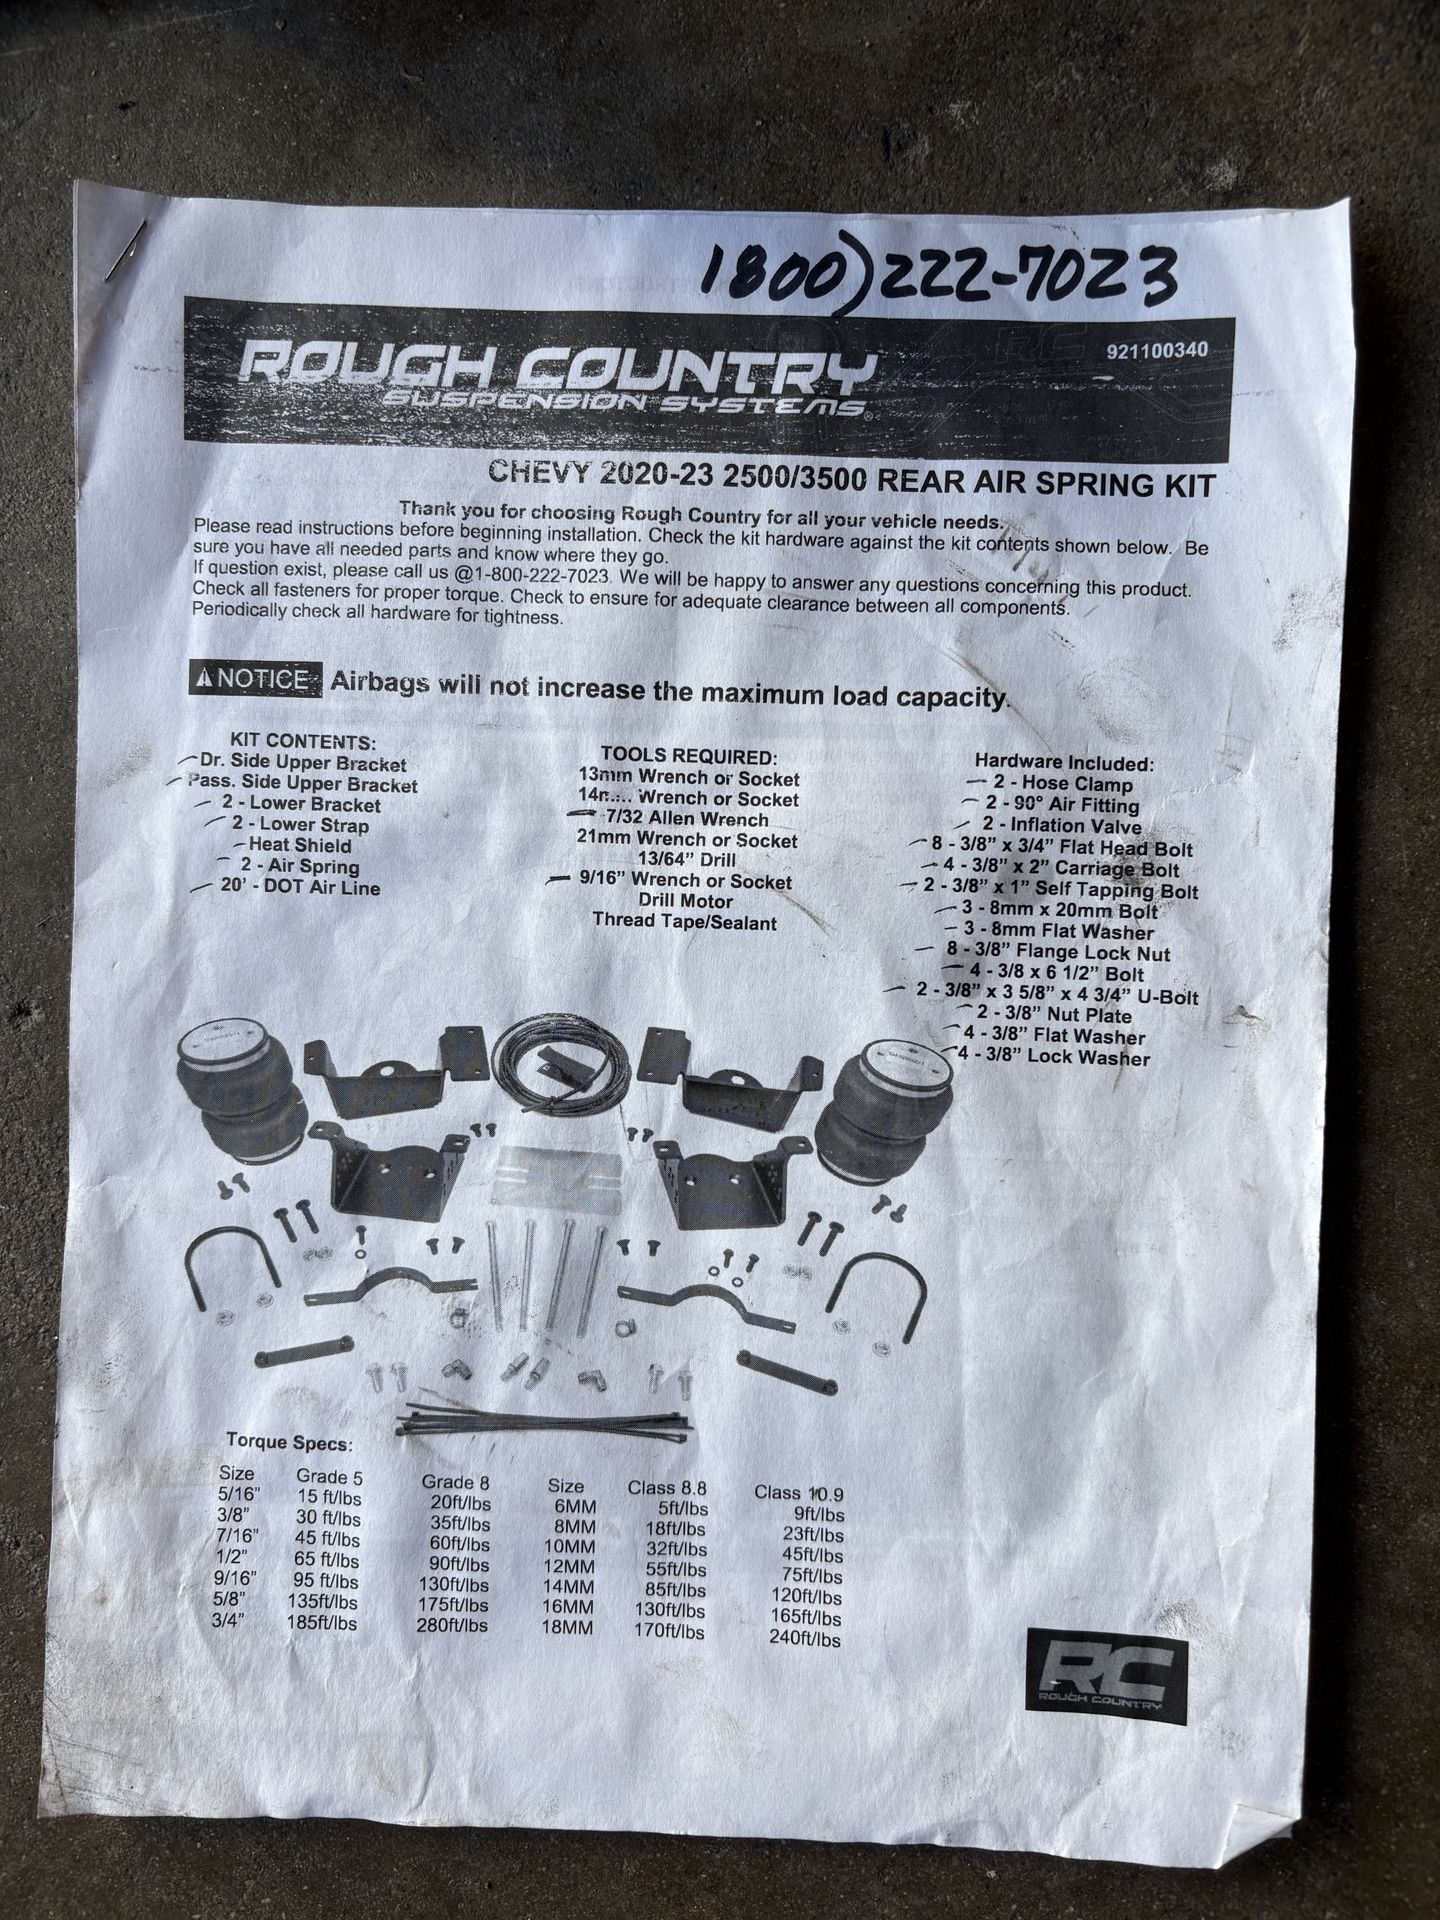 1800)222-7023
921100340
ROUGH COUNTRY
SUSPENSION SYSTEMS®
CHEVY 2020-23 2500/3500 REAR AIR SPRING KIT
Thank you for choosing Rough Country for all your vehicle needs.
Please read instructions before beginning installation. Check the kit hardware against the kit contents shown below. Be
sure you have all needed parts and know where they go.
If question exist, please call us @1-800-222-7023. We will be happy to answer any questions concerning this product.
Check all fasteners for proper torque. Check to ensure for adequate clearance between all components.
Periodically check all hardware for tightness.
NOTICE Airbags will not increase the maximum load capacity.
KIT CONTENTS:
Dr. Side Upper Bracket
Pass. Side Upper Bracket
2 - Lower Bracket
2 - Lower Strap
Heat Shield
2 - Air Spring
20' - DOT Air Line
TOOLS REQUIRED:
13mm Wrench or Socket
Wrench or Socket
7/32 Allen Wrench
21mm Wrench or Socket
13/64" Drill
9/16" Wrench or Socket
Drill Motor
Thread Tape/Sealant
Hardware Included:
2 - Hose Clamp
2 - 90° Air Fitting
2 - Inflation Valve
8 - 3/8" x 3/4" Flat Head Bolt
4 - 3/8" x 2" Carriage Bolt
2 - 3/8" x 1" Self Tapping Bolt
3 - 8mm x 20mm Bolt
3 - 8mm Flat Washer
8 - 3/8" Flange Lock Nut
4 - 3/8 x 6 1/2" Bolt
2 - 3/8" x 3 5/8" x 4 3/4" U-Bolt
2 - 3/8" Nut Plate
4 - 3/8" Flat Washer
4 - 3/8" Lock Washer
Torque Specs:
Size Grade 5 Grade 8 Size Class 8.8 Class 10.9
5/16" 15 ft/lbs 20ft/lbs 6MM 5ft/lbs 9ft/lbs
3/8" 30 ft/lbs 35ft/lbs 8MM 18ft/lbs 23ft/lbs
7/16" 45 ft/lbs 60ft/lbs 10MM 32ft/lbs 45ft/lbs
1/2" 65 ft/lbs 90ft/lbs 12MM 55ft/lbs 75ft/lbs
9/16" 95 ft/lbs 130ft/lbs 14MM 85ft/lbs 120ft/lbs
5/8" 135ft/lbs 175ft/lbs 16MM 130ft/lbs 165ft/lbs
3/4" 185ft/lbs 280ft/lbs 18MM 170ft/lbs 240ft/lbs
RC
ROUGH COUNTRY